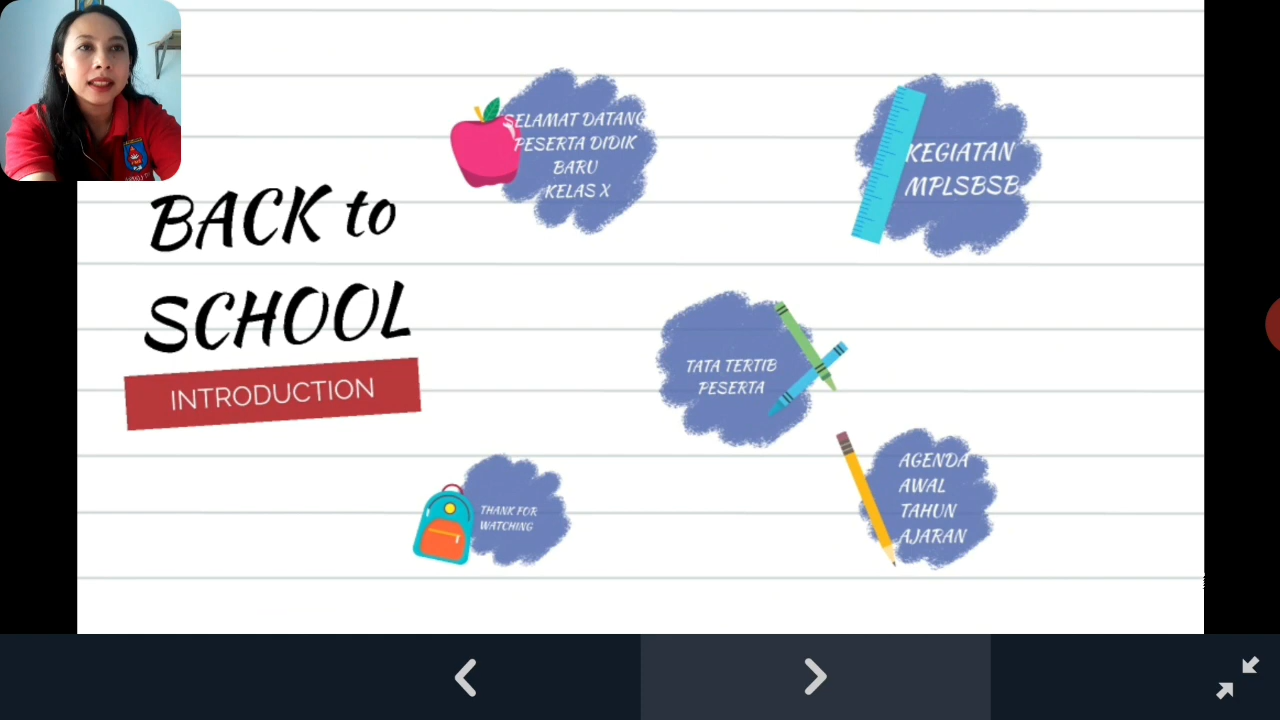 BACK to
SCHOOL
INTRODUCTION
SELAMAT DATANG
PESERTA DIDIK
BARU
KELAS X
KEGIATAN
MPLSBSB
TATA TERTIB
PESERTA
AGENDA
AWAL
TAHUN
AJARAN
THANK FOR
WATCHING